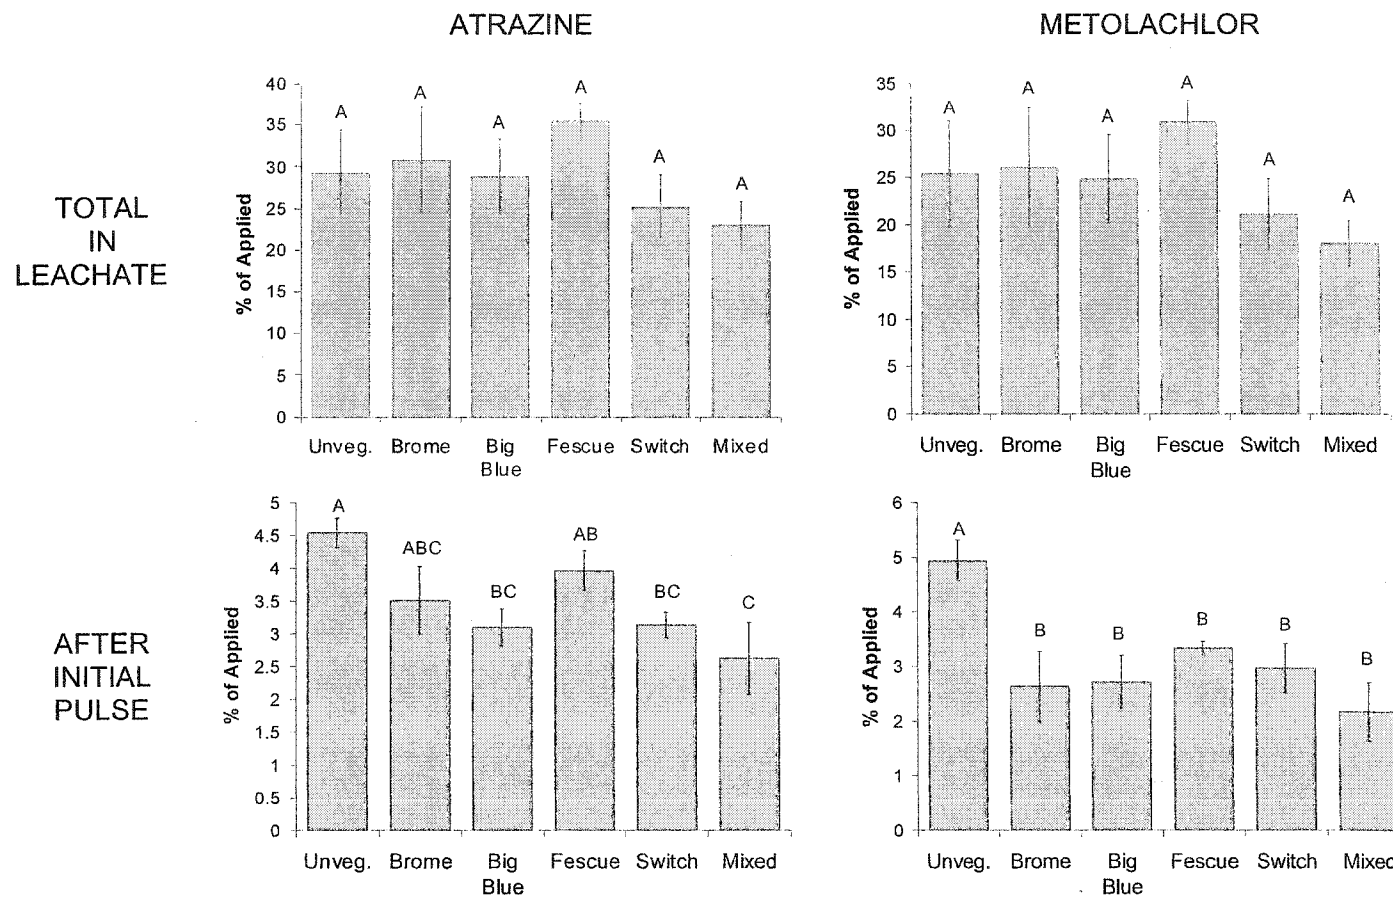 ATRAZINE
METOLACHLOR
TOTAL
IN
LEACHATE
% of Applied
40
35
30
25
20
15
10
5
0
A
A
A
A
A
A
Unveg.
Brome
Big
Blue
Fescue
Switch
Mixed
% of Applied
35
30
25
20
15
10
5
0
A
A
A
A
A
A
Unveg.
Brome
Big
Blue
Fescue
Switch
Mixed
AFTER
INITIAL
PULSE
% of Applied
5
4.5
4
3.5
3
2.5
2
1.5
1
0.5
0
A
ABC
BC
AB
BC
C
Unveg.
Brome
Big
Blue
Fescue
Switch
Mixed
% of Applied
6
5
4
3
2
1
0
A
B
B
B
B
B
Unveg.
Brome
Big
Blue
Fescue
Switch
Mixed